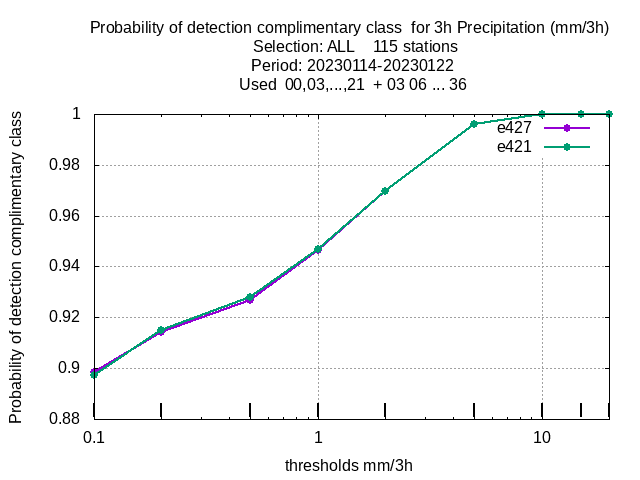 Probability of detection complimentary class  for 3h Precipitation (mm/3h)
Selection: ALL    115 stations
Period: 20230114-20230122
Used  00,03,...,21  + 03 06 ... 36
Probability of detection complimentary class
1
0.98
0.96
0.94
0.92
0.9
0.88
e427
e421
0.1 1 10
thresholds mm/3h